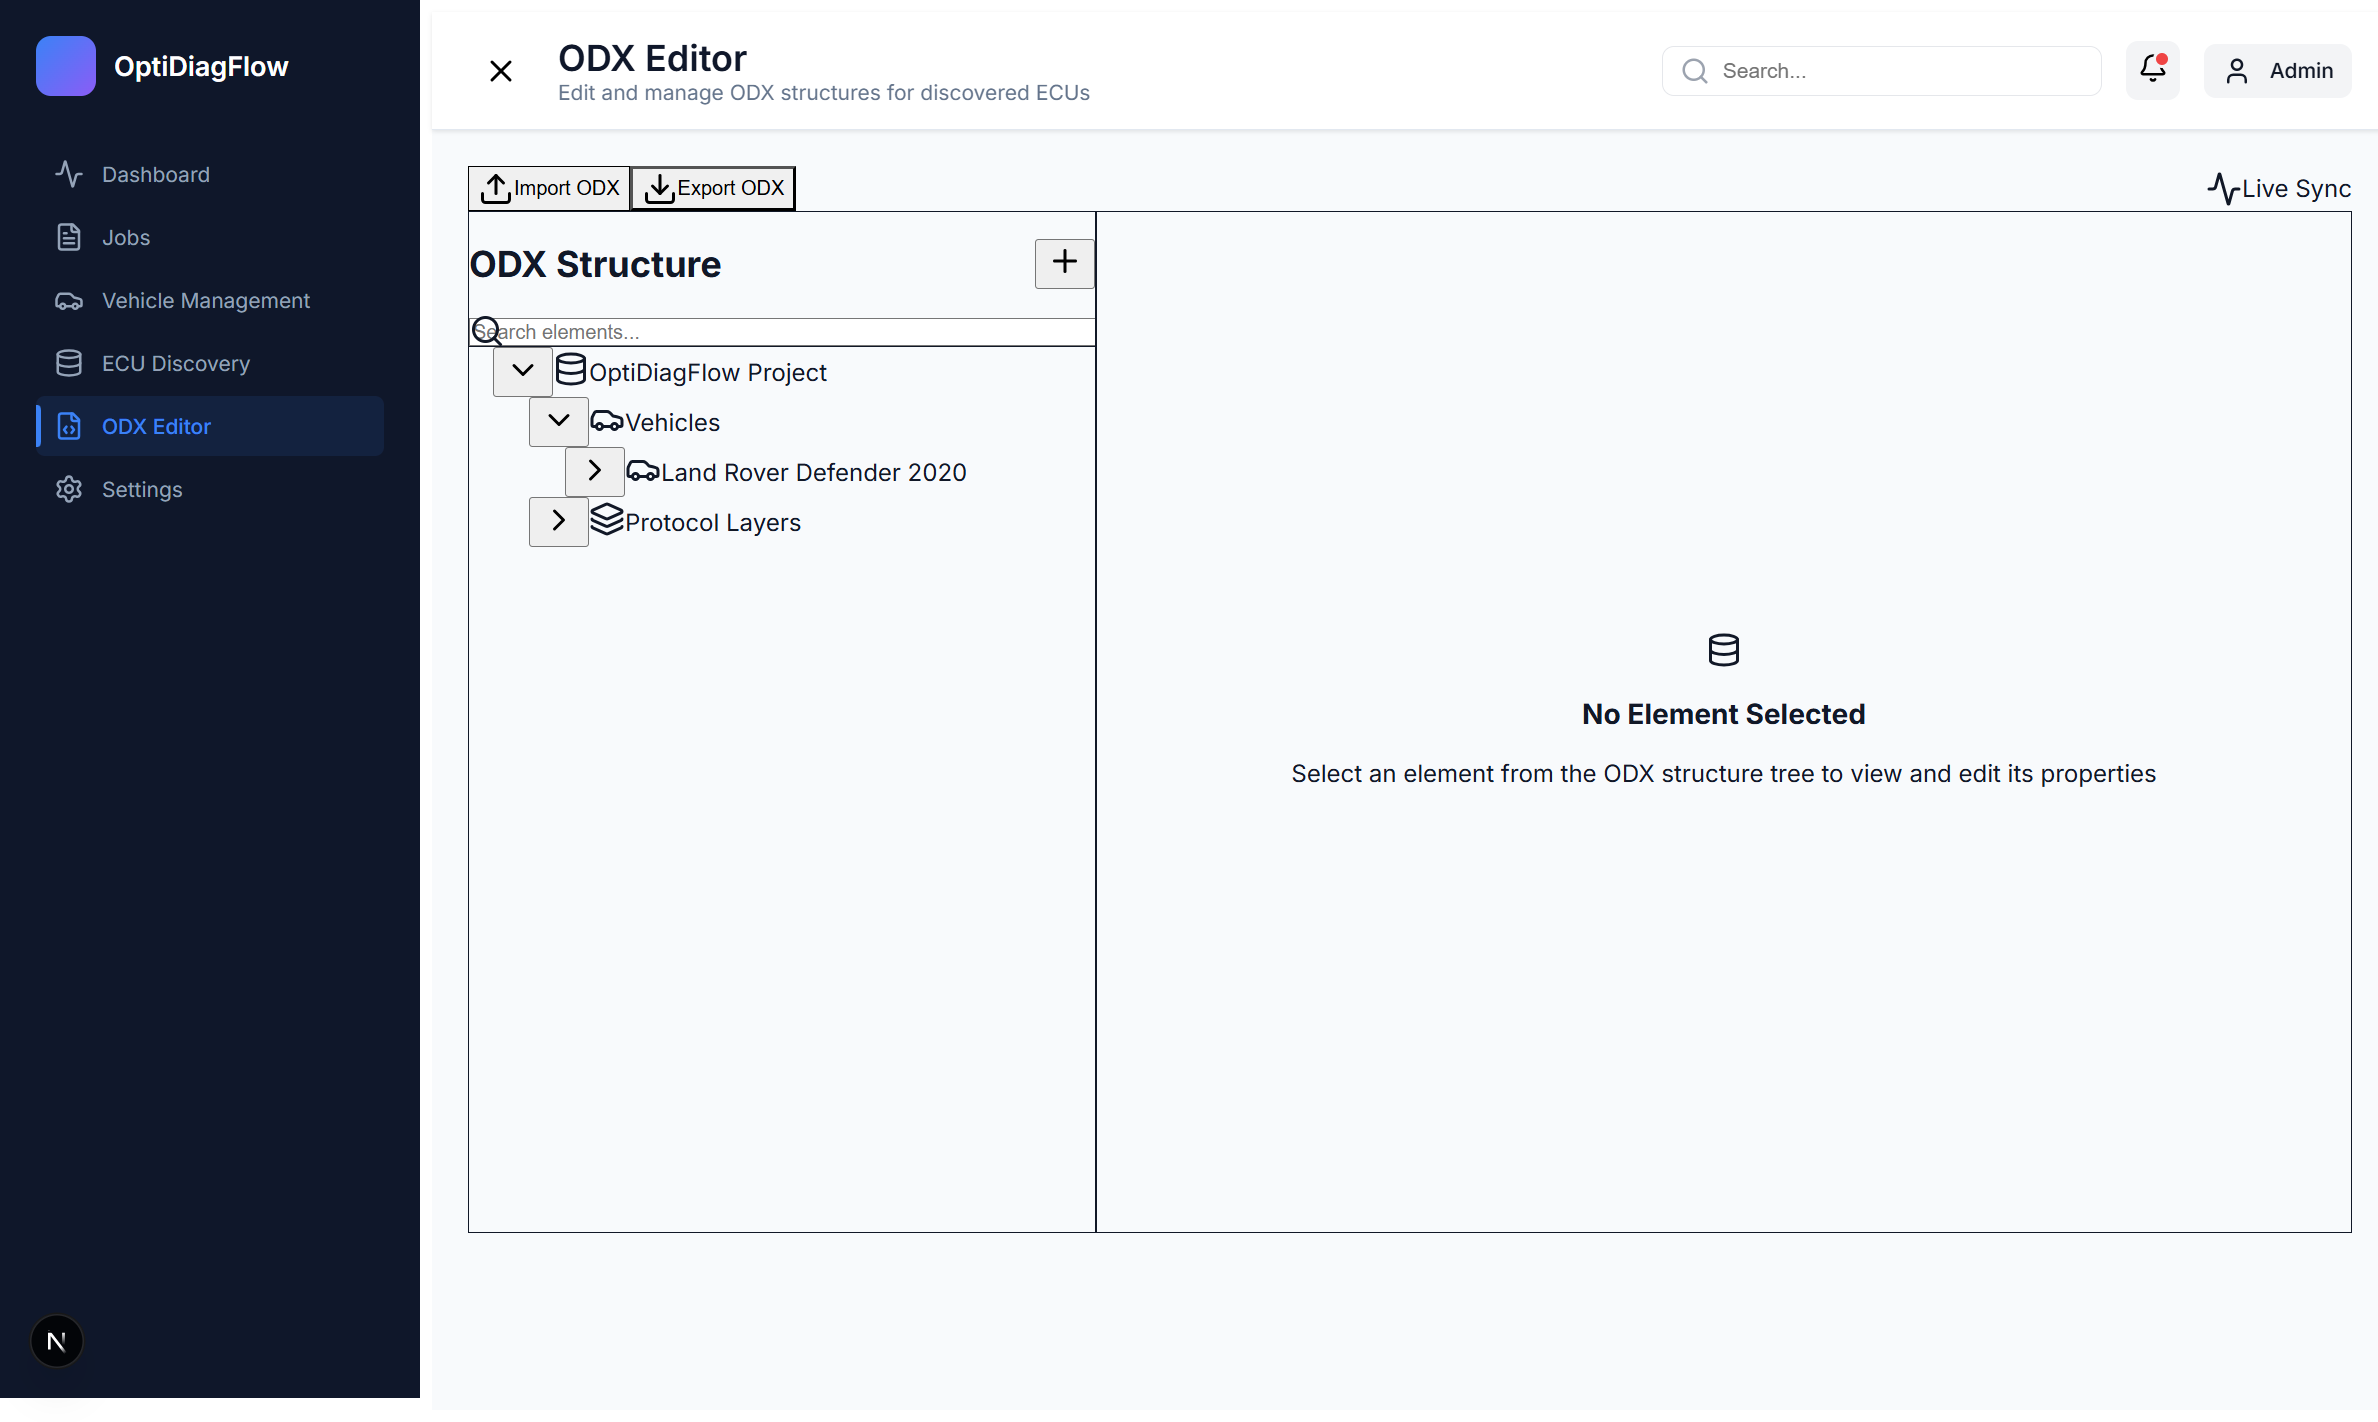 OptiDiagFlow
Dashboard
Jobs
Vehicle Management
ECU Discovery
ODX Editor
Settings
N
ODX Editor
Edit and manage ODX structures for discovered ECUs
Search...
Admin
Import ODX
Export ODX
Live Sync
ODX Structure
Search elements...
OptiDiagFlow Project
Vehicles
Land Rover Defender 2020
Protocol Layers
No Element Selected
Select an element from the ODX structure tree to view and edit its properties